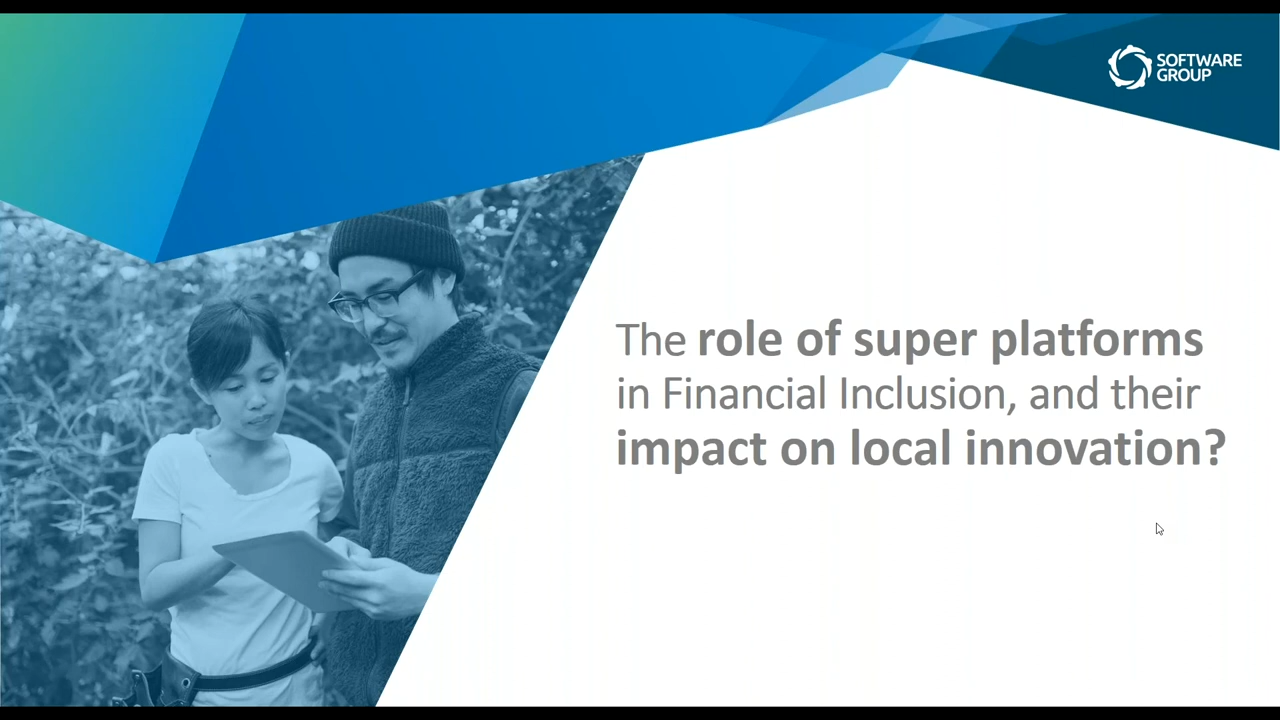 SOFTWARE
GROUP
The role of super platforms
in Financial Inclusion, and their
impact on local innovation?